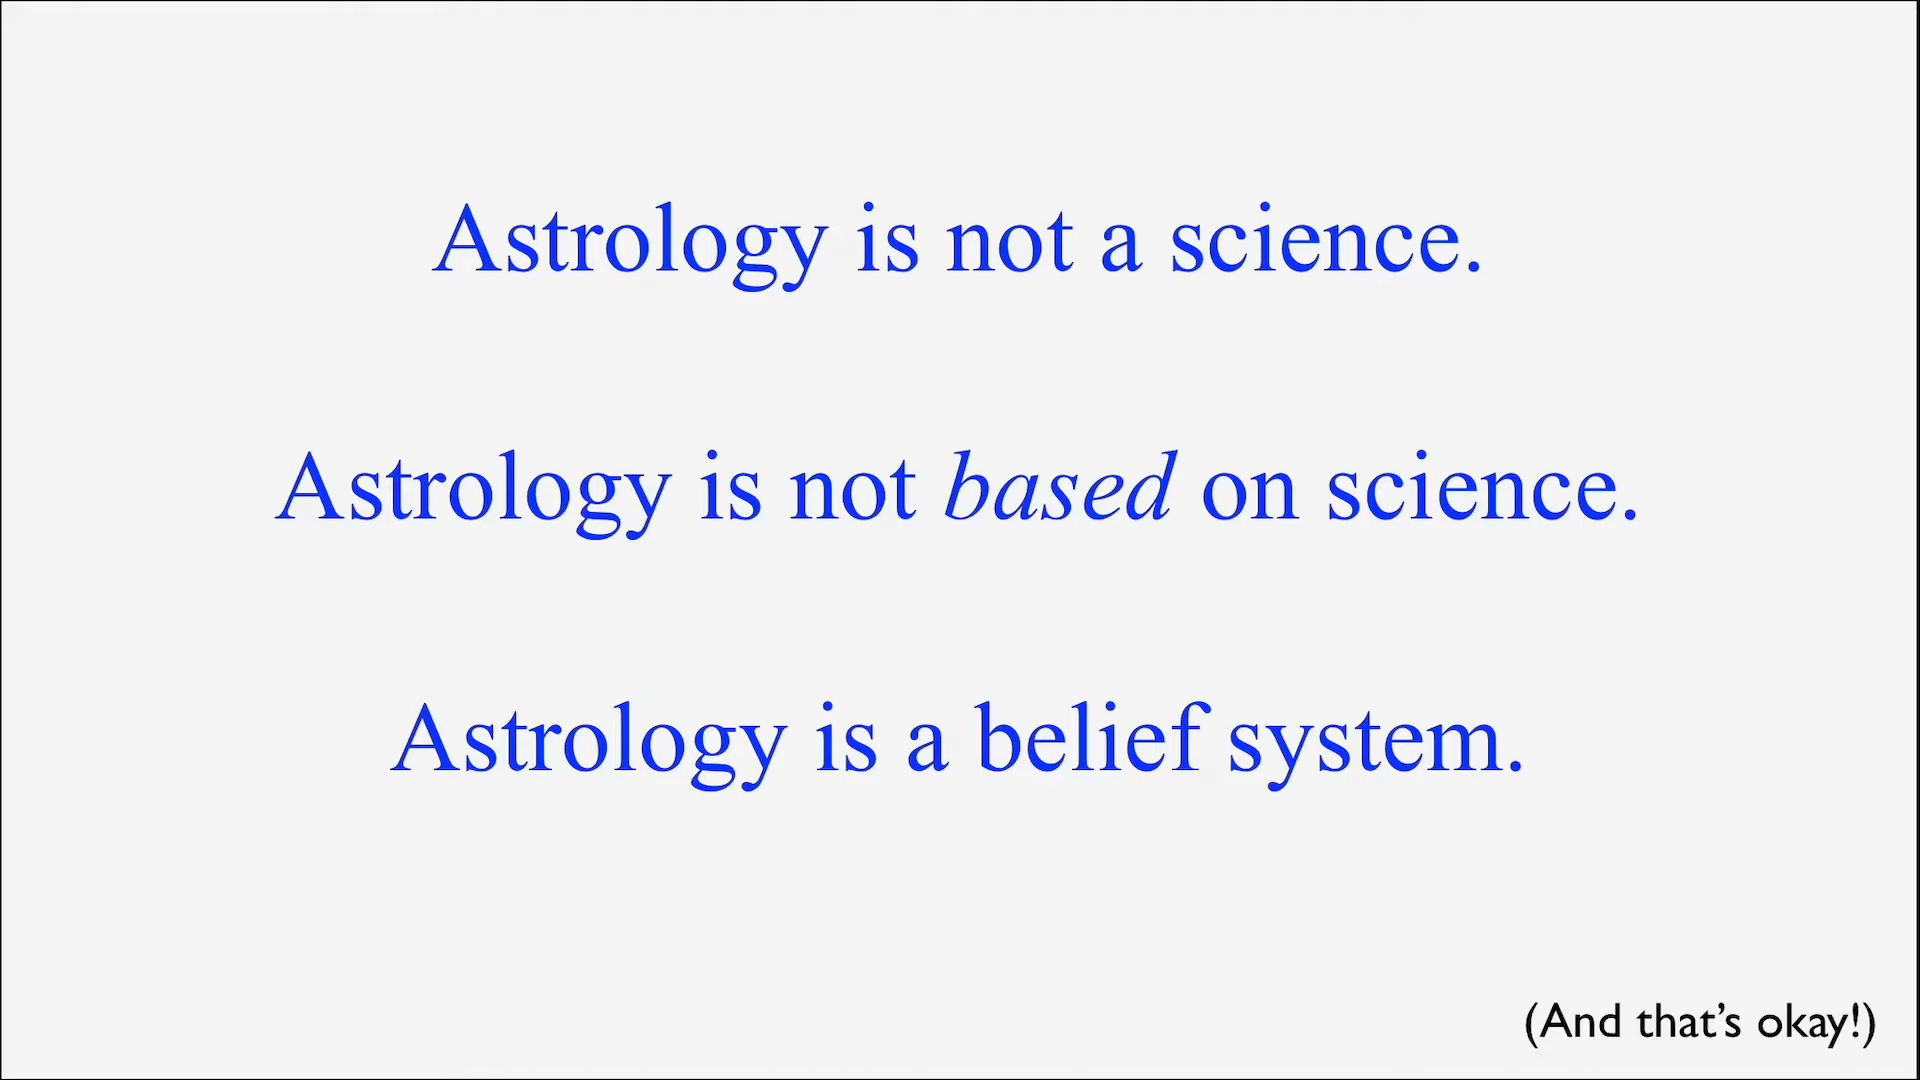 Astrology is not a science.
Astrology is not based on science.
Astrology is a belief system.
(And that’s okay!)